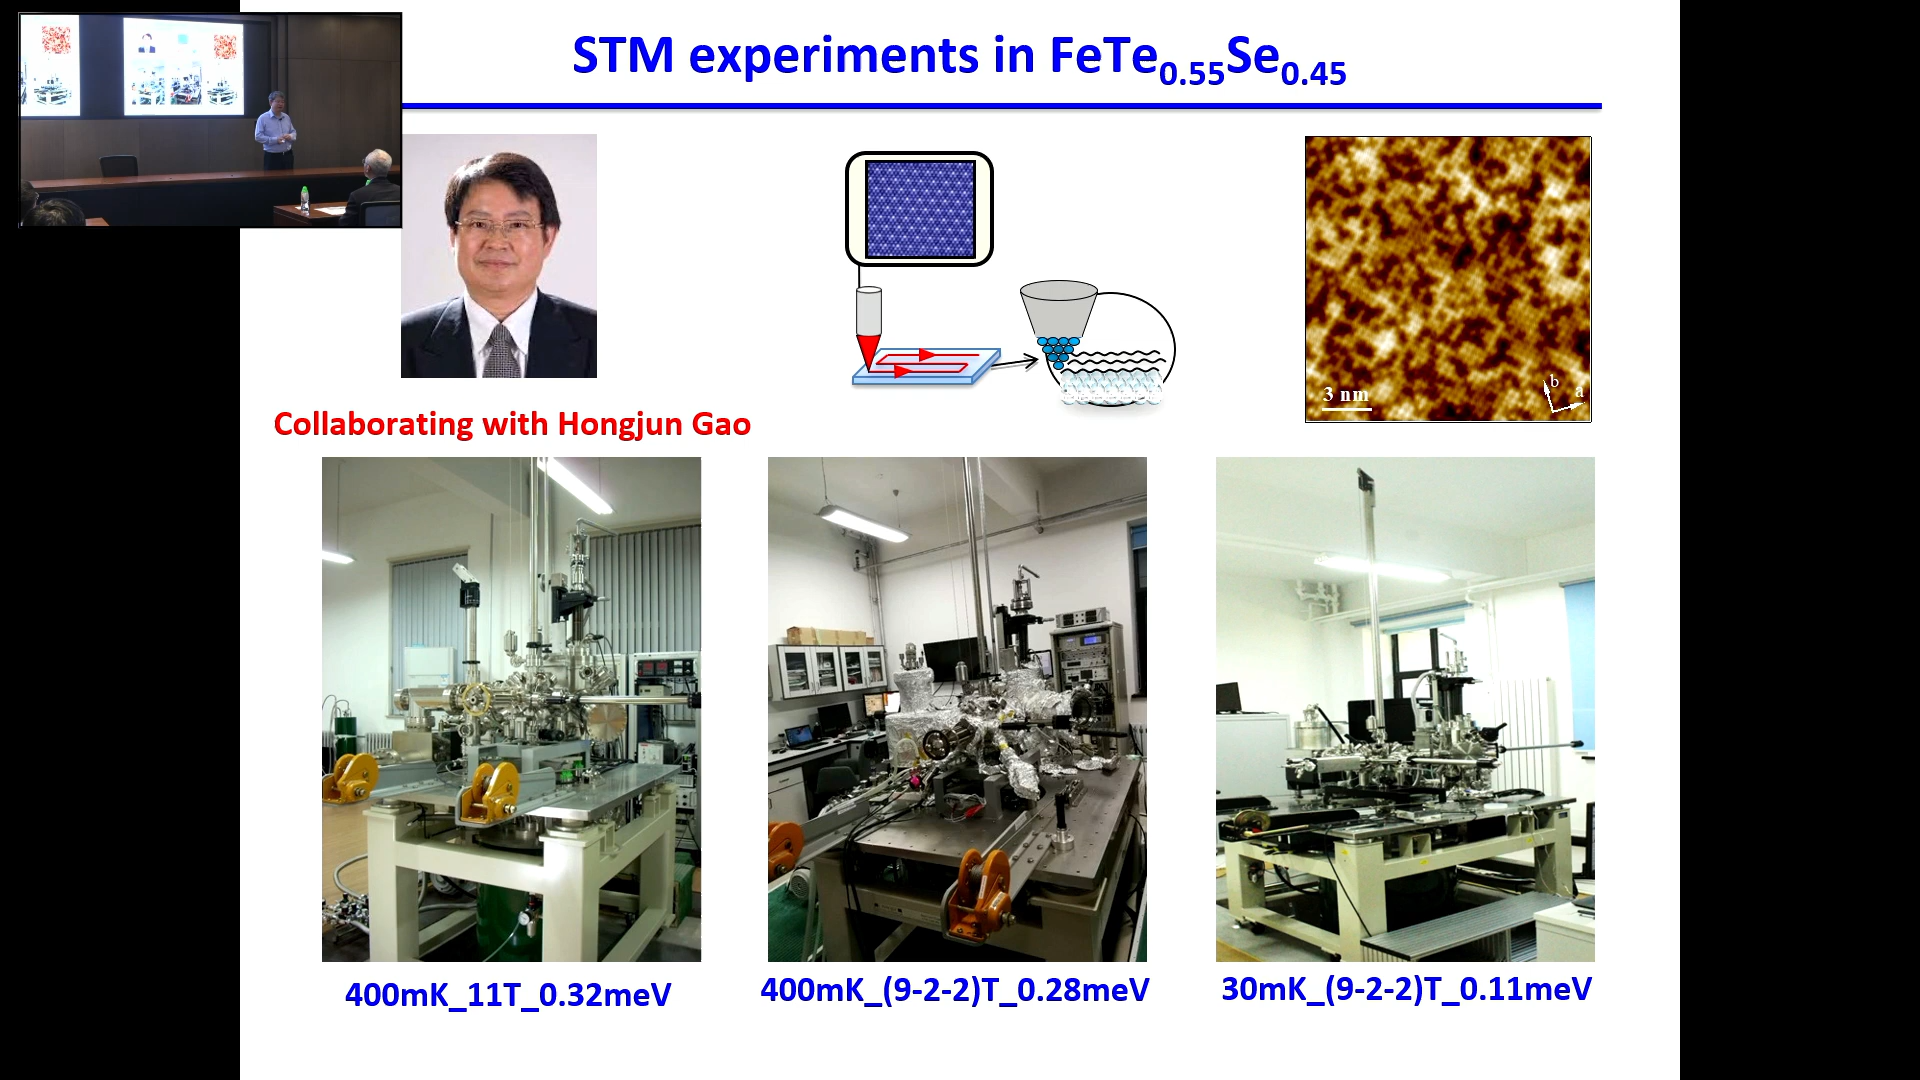 STM experiments in FeTe0.55Se0.45
3 nm
b
a
Collaborating with Hongjun Gao
400mK_11T_0.32meV
400mK_(9-2-2)T_0.28meV
30mK_(9-2-2)T_0.11meV